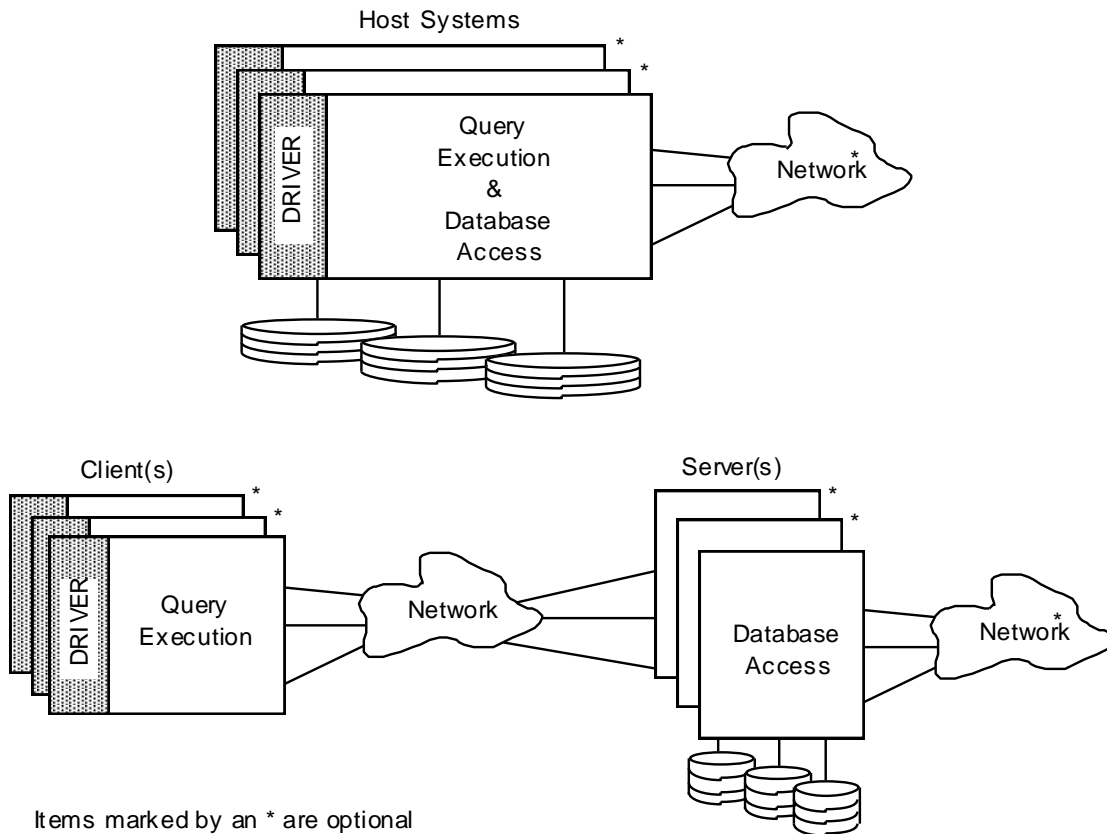 Host Systems
*
*
DRIVER
Query
Execution
&
Database
Access
Network*
Client(s)
*
*
DRIVER
Query
Execution
Network
Server(s)
*
*
Database
Access
Network*
Items marked by an * are optional